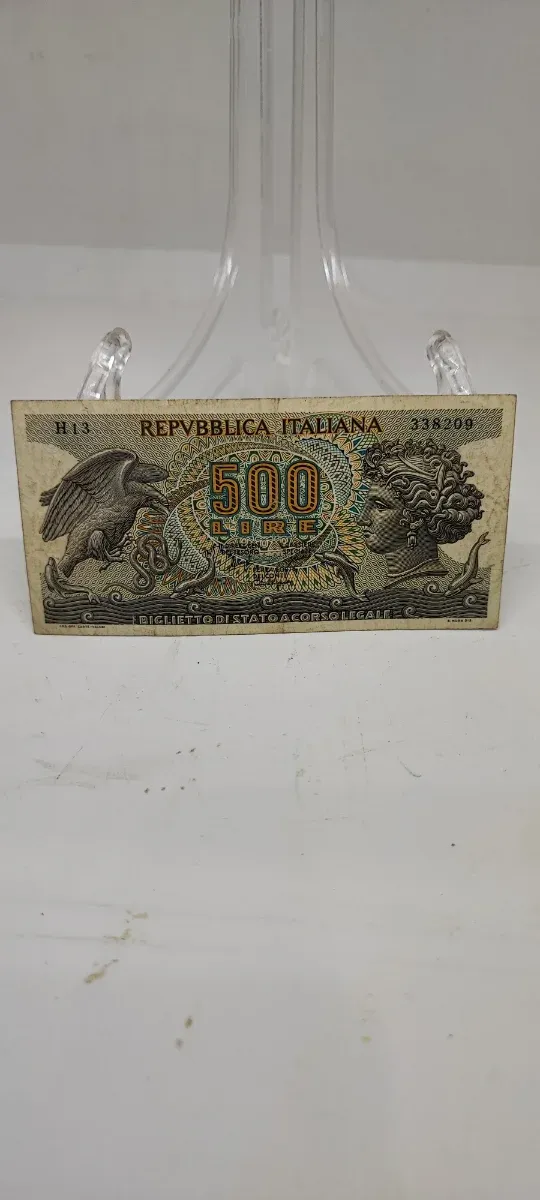 H13 REPVBBLICA ITALIANA 338209
500
LIRE
BIGLIETTO DI STATO A CORSO LEGALE